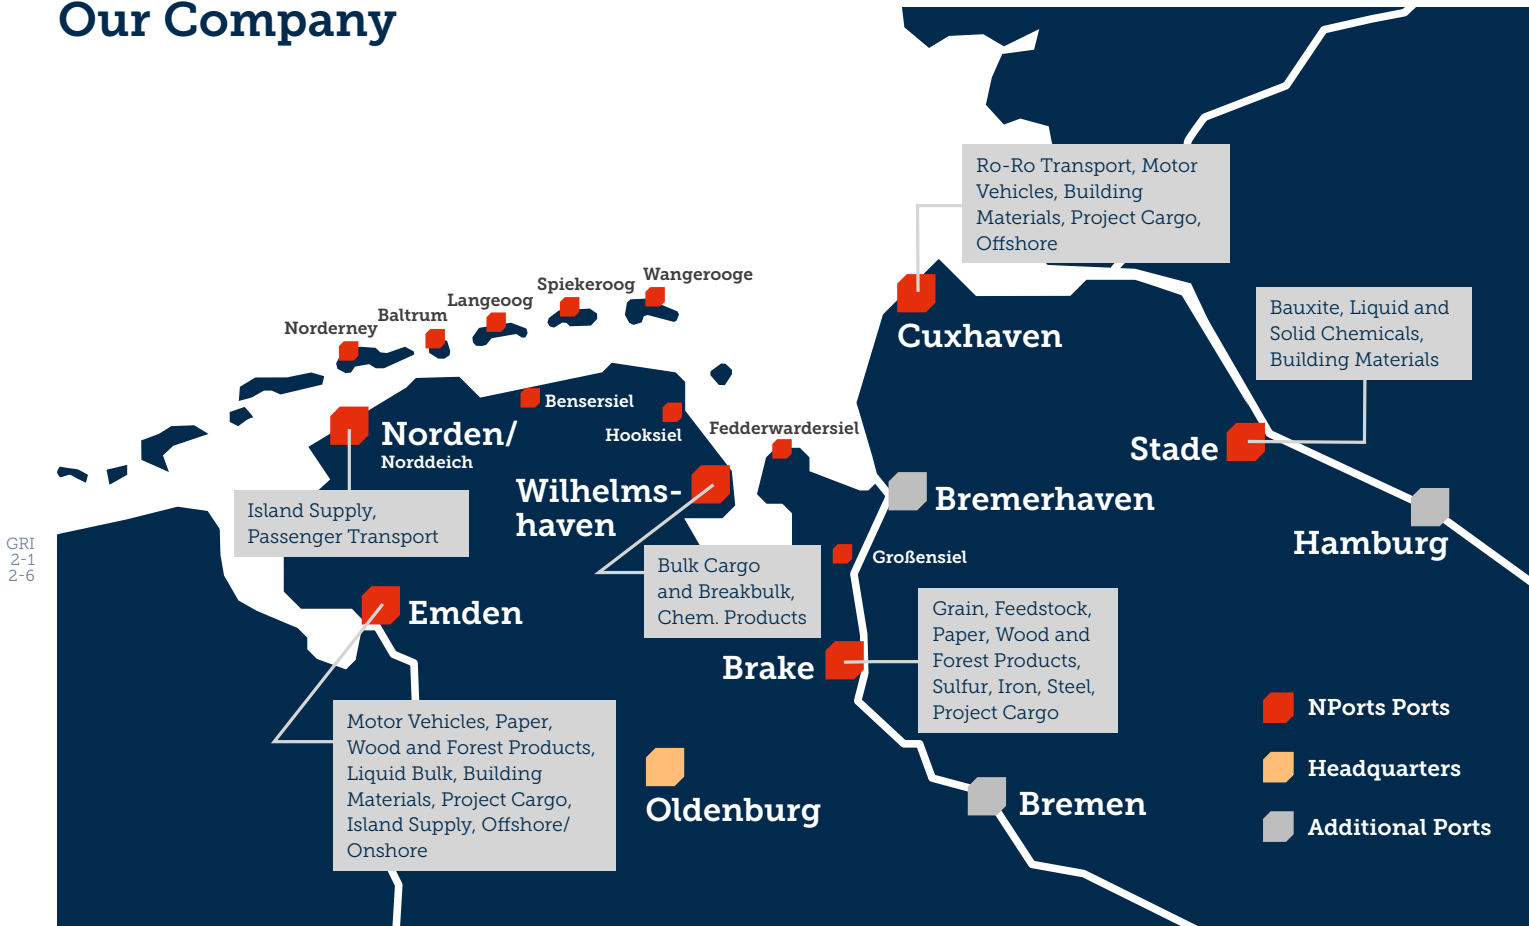 Our Company
Ro-Ro Transport, Motor
Vehicles, Building
Materials, Project Cargo,
Offshore
Wangerooge
Spiekeroog
Langeoog
Baltrum
Norderney
Cuxhaven
Bauxite, Liquid and
Solid Chemicals,
Building Materials
Bensersiel
Hooksiel
Fedderwardersiel
Norden/
Norddeich
Stade
Wilhelms-
haven
Bremerhaven
Island Supply,
Passenger Transport
Hamburg
GRI
2-1
2-6
Großensiel
Bulk Cargo
and Breakbulk,
Chem. Products
Emden
Grain, Feedstock,
Paper, Wood and
Forest Products,
Sulfur, Iron, Steel,
Project Cargo
Brake
Motor Vehicles, Paper,
Wood and Forest Products,
Liquid Bulk, Building
Materials, Project Cargo,
Island Supply, Offshore/
Onshore
Oldenburg
Bremen
NPorts Ports
Headquarters
Additional Ports